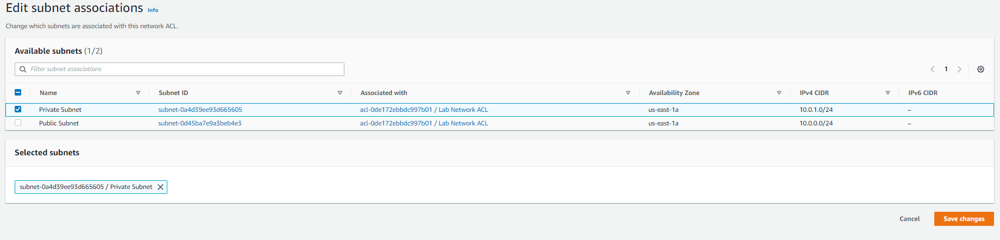 Edit subnet associations Info
Change which subnets are associated with this network ACL.
Available subnets (1/2)
Filter subnet associations
1
Name Subnet ID Associated with Availability Zone IPv4 CIDR IPv6 CIDR
Private Subnet subnet-0a4d39ee93d665605 acl-0de172ebbdc997b01 / Lab Network ACL us-east-1a 10.0.1.0/24 –
Public Subnet subnet-0d45ba7e9a3beb4e3 acl-0de172ebbdc997b01 / Lab Network ACL us-east-1a 10.0.0.0/24 –
Selected subnets
subnet-0a4d39ee93d665605 / Private Subnet
Cancel Save changes